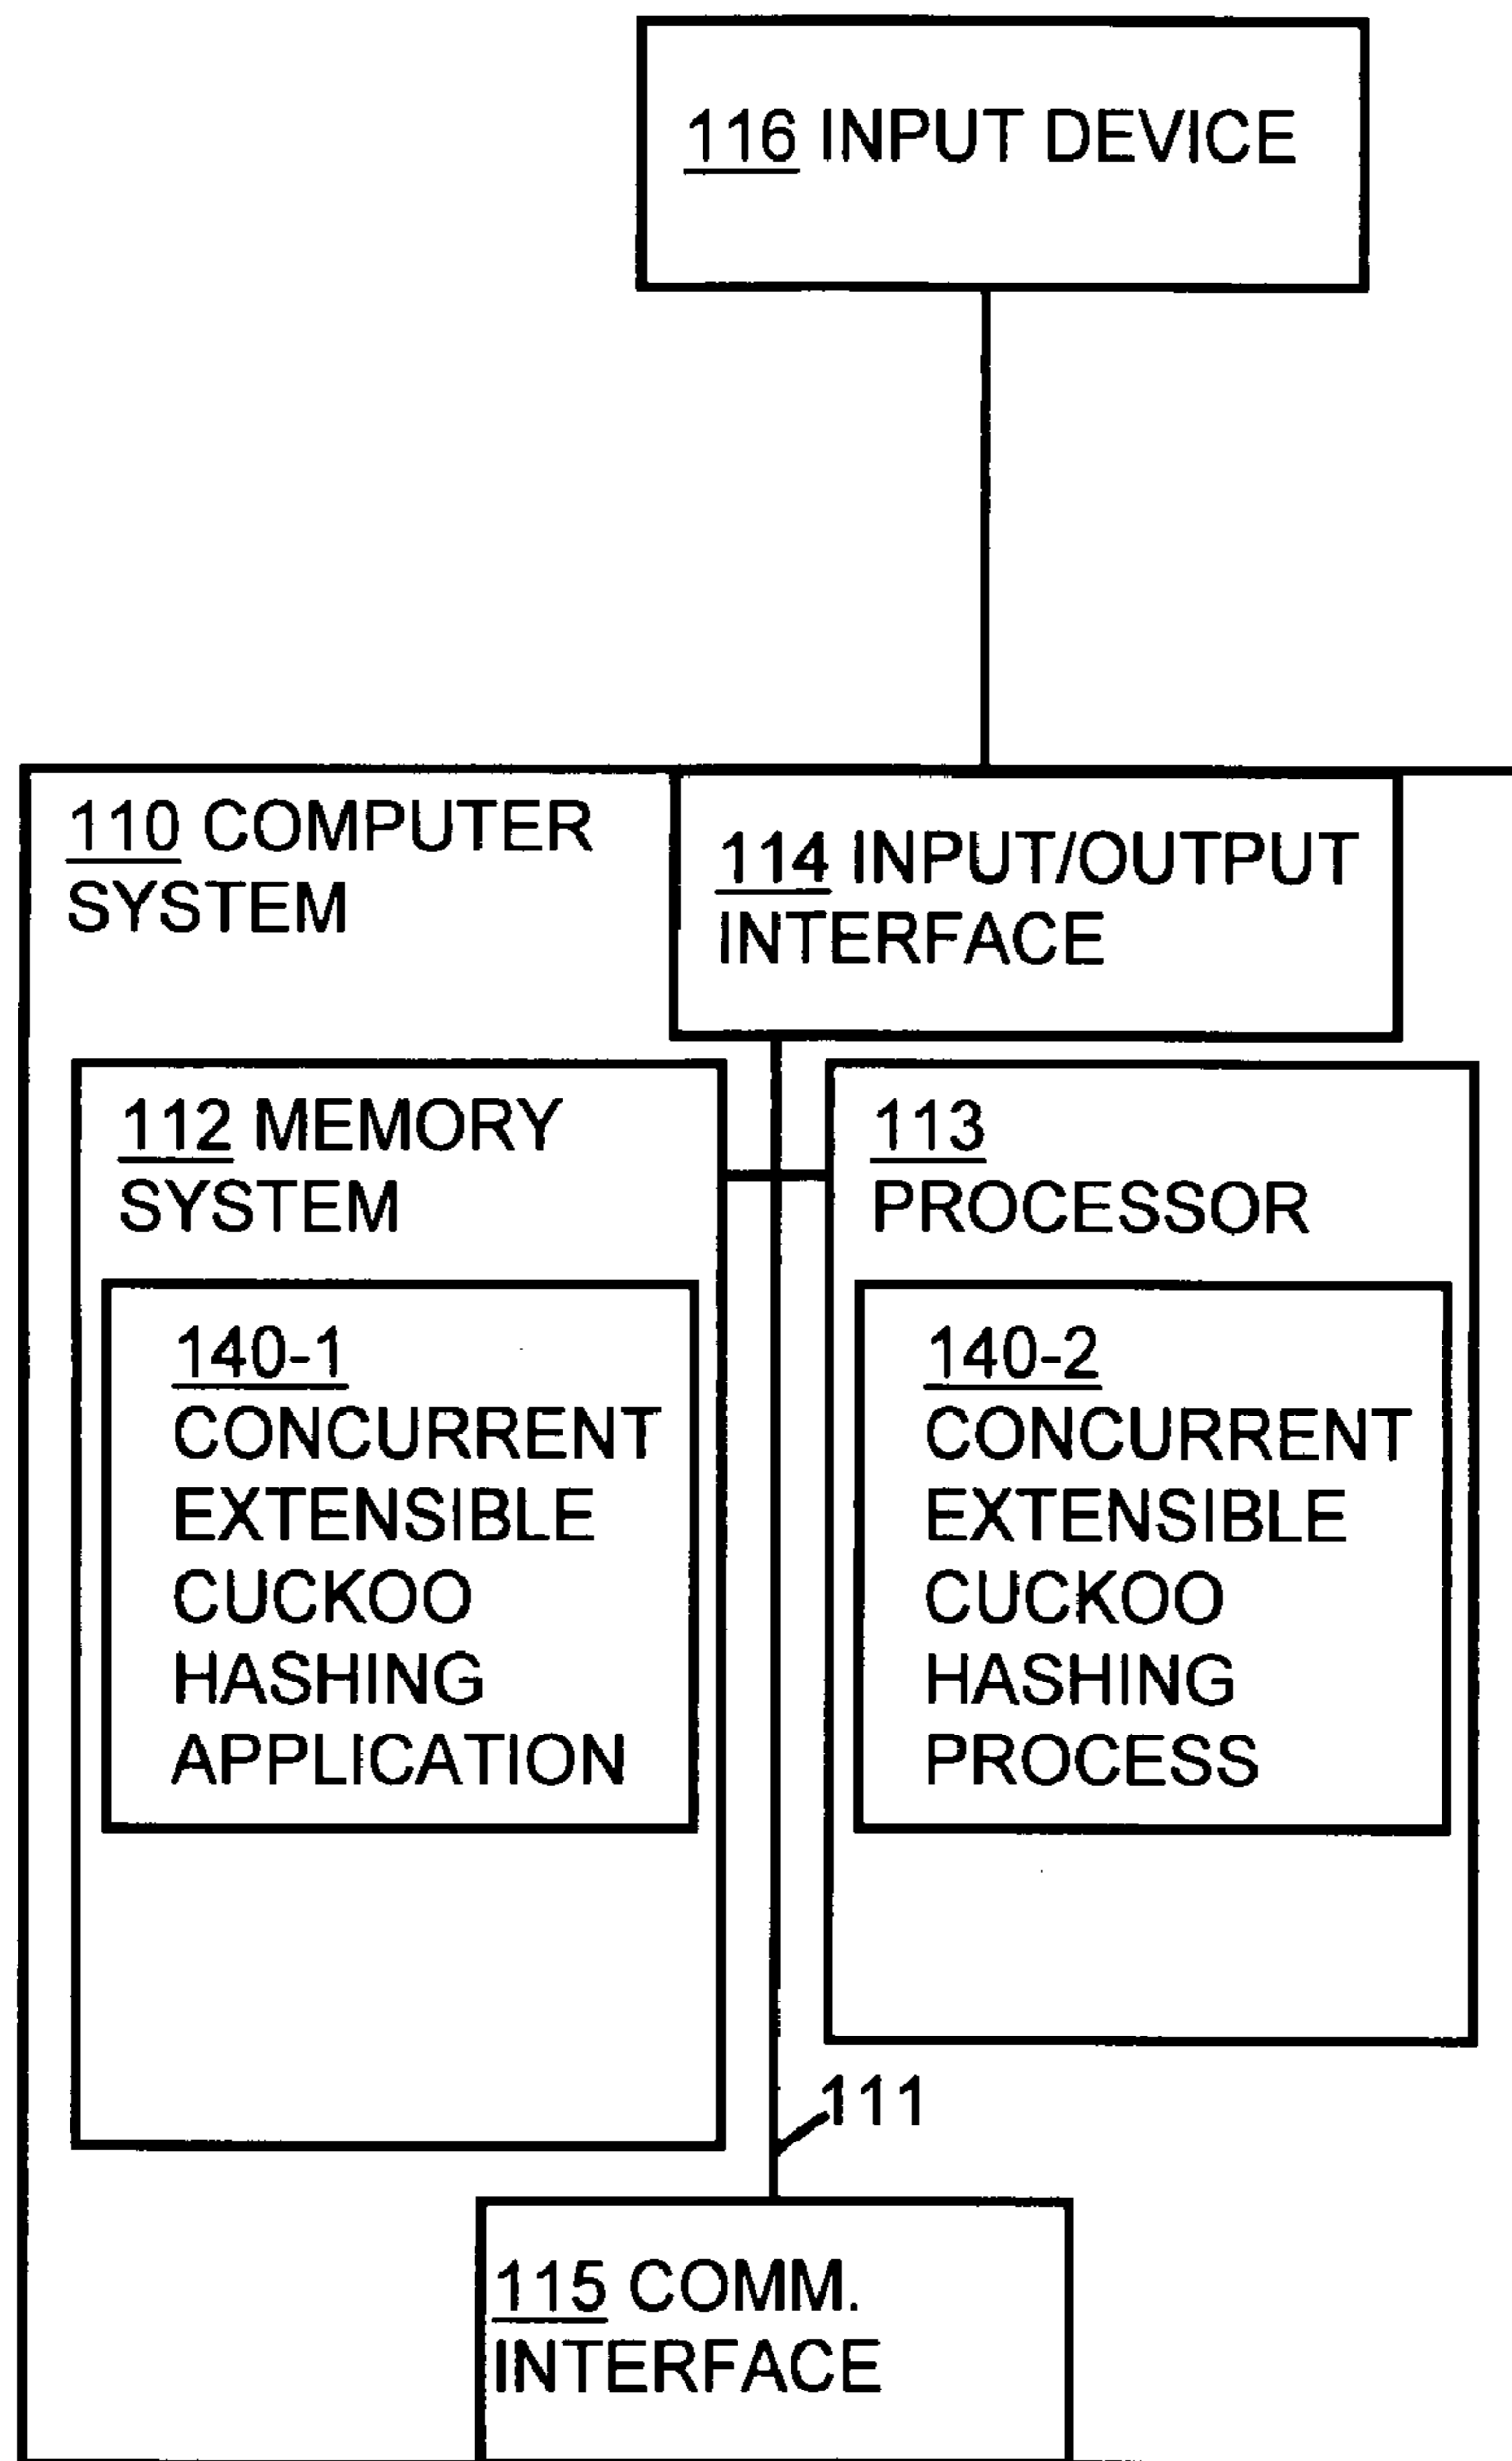 116 INPUT DEVICE
110 COMPUTER
SYSTEM
114 INPUT/OUTPUT
INTERFACE
112 MEMORY
SYSTEM
113
PROCESSOR
140-1
CONCURRENT
EXTENSIBLE
CUCKOO
HASHING
APPLICATION
140-2
CONCURRENT
EXTENSIBLE
CUCKOO
HASHING
PROCESS
111
115 COMM.
INTERFACE